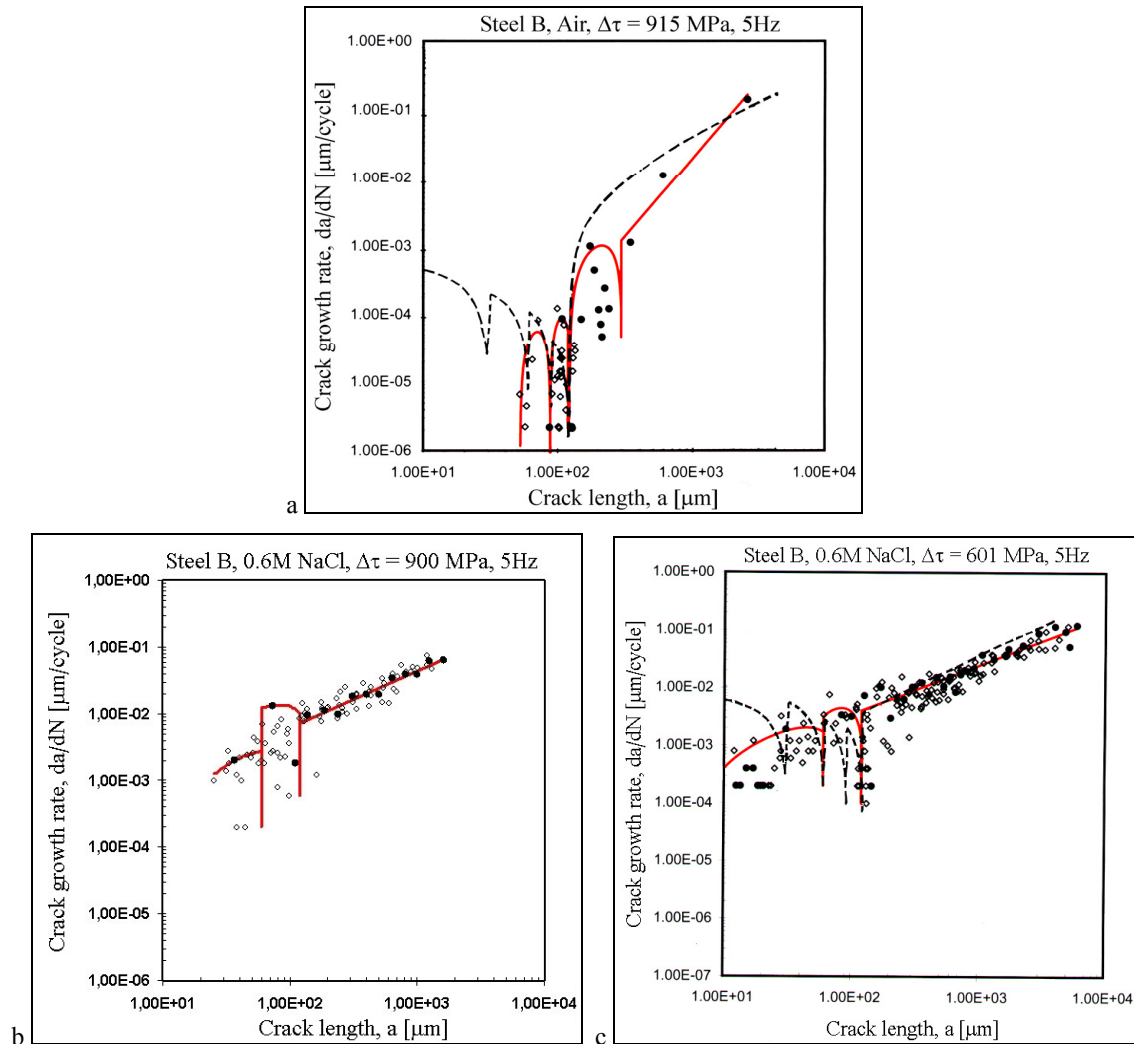 Steel B, Air, Δτ = 915 MPa, 5Hz
1.00E+00
1.00E-01
1.00E-02
1.00E-03
1.00E-04
1.00E-05
1.00E-06
Crack growth rate, da/dN [µm/cycle]
1.00E+01 1.00E+02 1.00E+03 1.00E+04
Crack length, a [µm]
a
Steel B, 0.6M NaCl, Δτ = 900 MPa, 5Hz
1,00E+00
1,00E-01
1,00E-02
1,00E-03
1,00E-04
1,00E-05
1,00E-06
Crack growth rate, da/dN [µm/cycle]
1,00E+01 1,00E+02 1,00E+03 1,00E+04
Crack length, a [µm]
b
Steel B, 0.6M NaCl, Δτ = 601 MPa, 5Hz
1.00E+00
1.00E-01
1.00E-02
1.00E-03
1.00E-04
1.00E-05
1.00E-06
1.00E-07
Crack growth rate, da/dN [µm/cycle]
1.00E+01 1.00E+02 1.00E+03 1.00E+04
Crack length, a [µm]
c